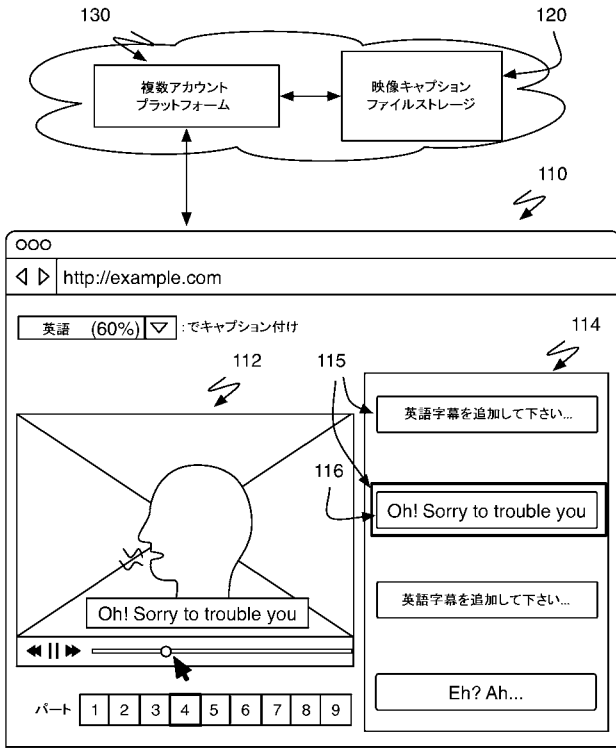 130
120
複数アカウント
プラットフォーム
映像キャプション
ファイルストレージ
110
http://example.com
英語 (60%) :でキャプション付け
114
112
115
英語字幕を追加して下さい...
116
Oh! Sorry to trouble you
Oh! Sorry to trouble you
英語字幕を追加して下さい...
Eh? Ah...
パート 1 2 3 4 5 6 7 8 9